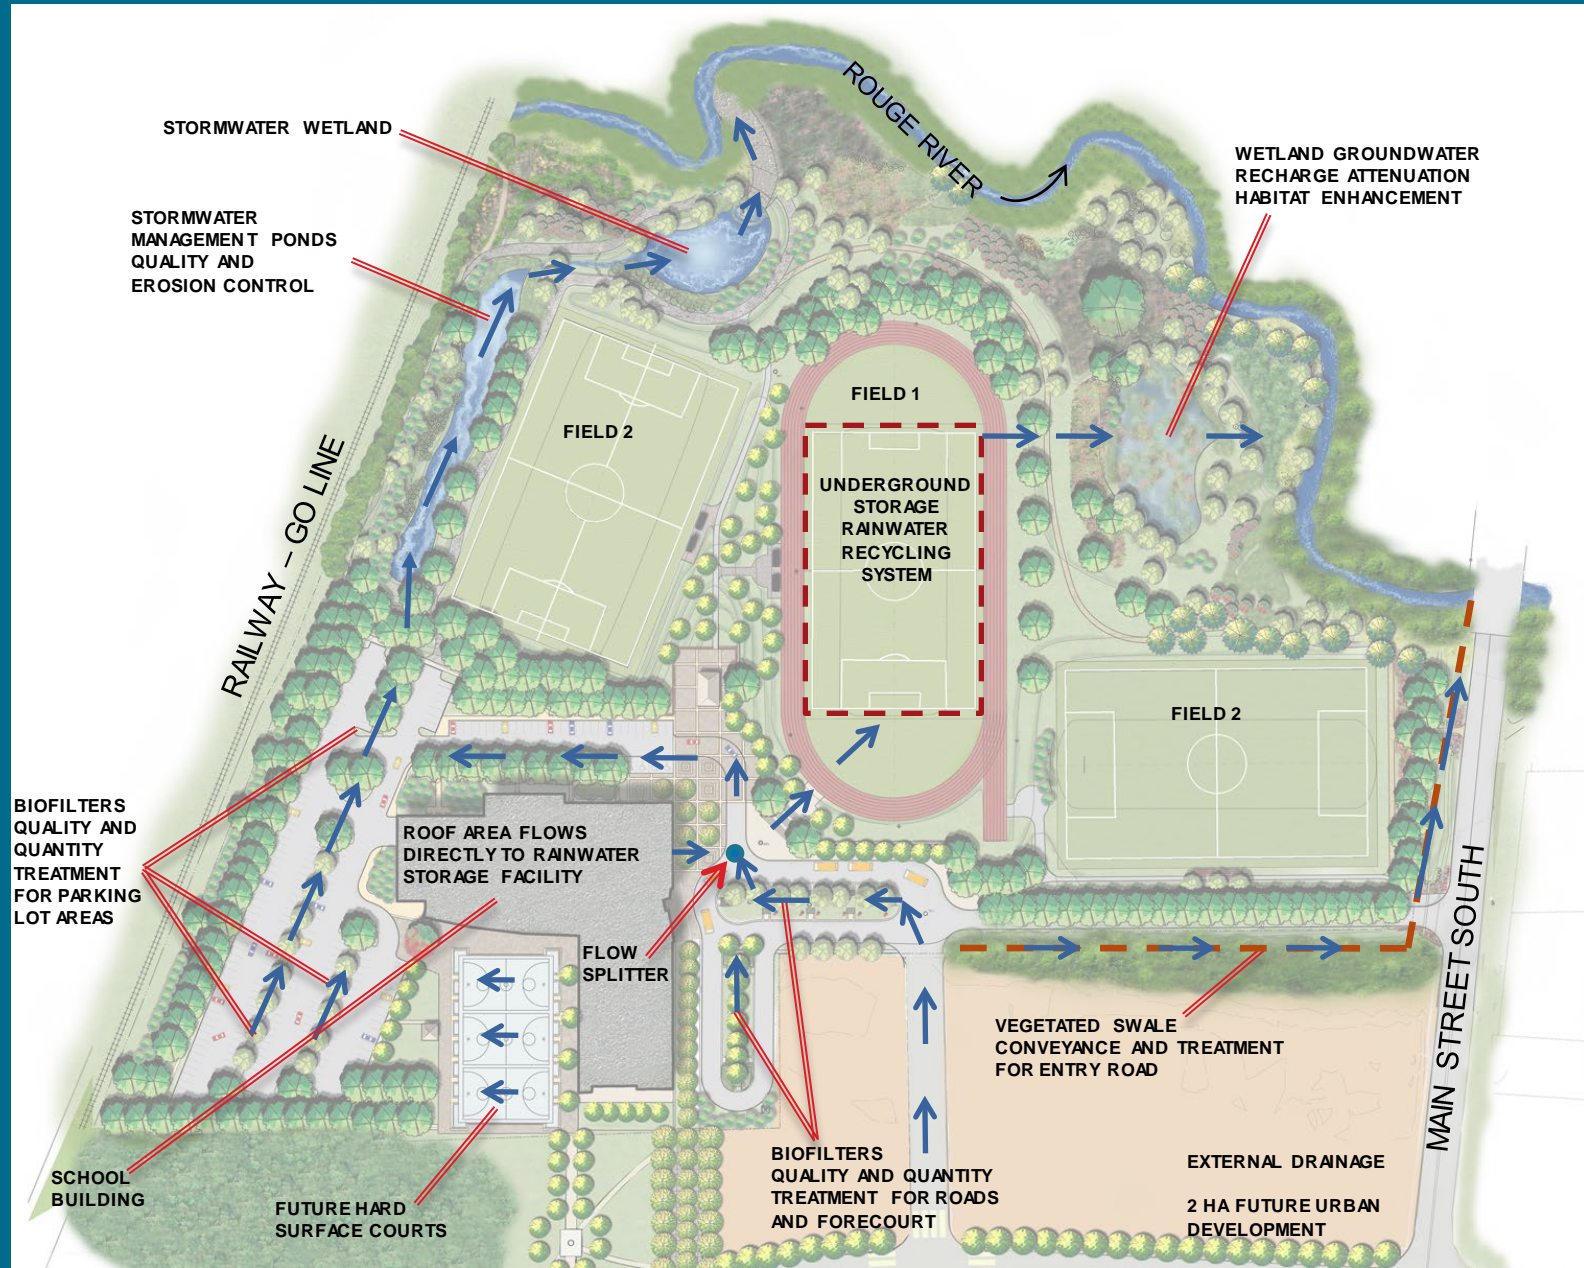 ROUGE RIVER
STORMWATER WETLAND
WETLAND GROUNDWATER
RECHARGE ATTENUATION
HABITAT ENHANCEMENT
STORMWATER
MANAGEMENT PONDS
QUALITY AND
EROSION CONTROL
FIELD 1
FIELD 2
UNDERGROUND
STORAGE
RAINWATER
RECYCLING
SYSTEM
RAILWAY – GO LINE
FIELD 2
BIOFILTERS
QUALITY AND
QUANTITY
TREATMENT
FOR PARKING
LOT AREAS
ROOF AREA FLOWS
DIRECTLY TO RAINWATER
STORAGE FACILITY
FLOW
SPLITTER
MAIN STREET SOUTH
VEGETATED SWALE
CONVEYANCE AND TREATMENT
FOR ENTRY ROAD
SCHOOL
BUILDING
FUTURE HARD
SURFACE COURTS
BIOFILTERS
QUALITY AND QUANTITY
TREATMENT FOR ROADS
AND FORECOURT
EXTERNAL DRAINAGE
2 HA FUTURE URBAN
DEVELOPMENT